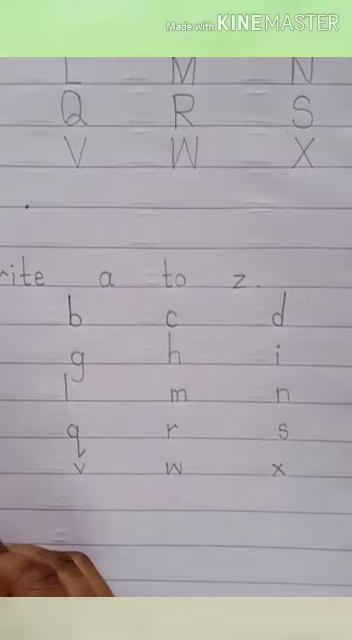 Made with KINEMASTER
L M N
Q R S
V W X
rite a to z.
b c d
g h i
l m n
q r s
v w x